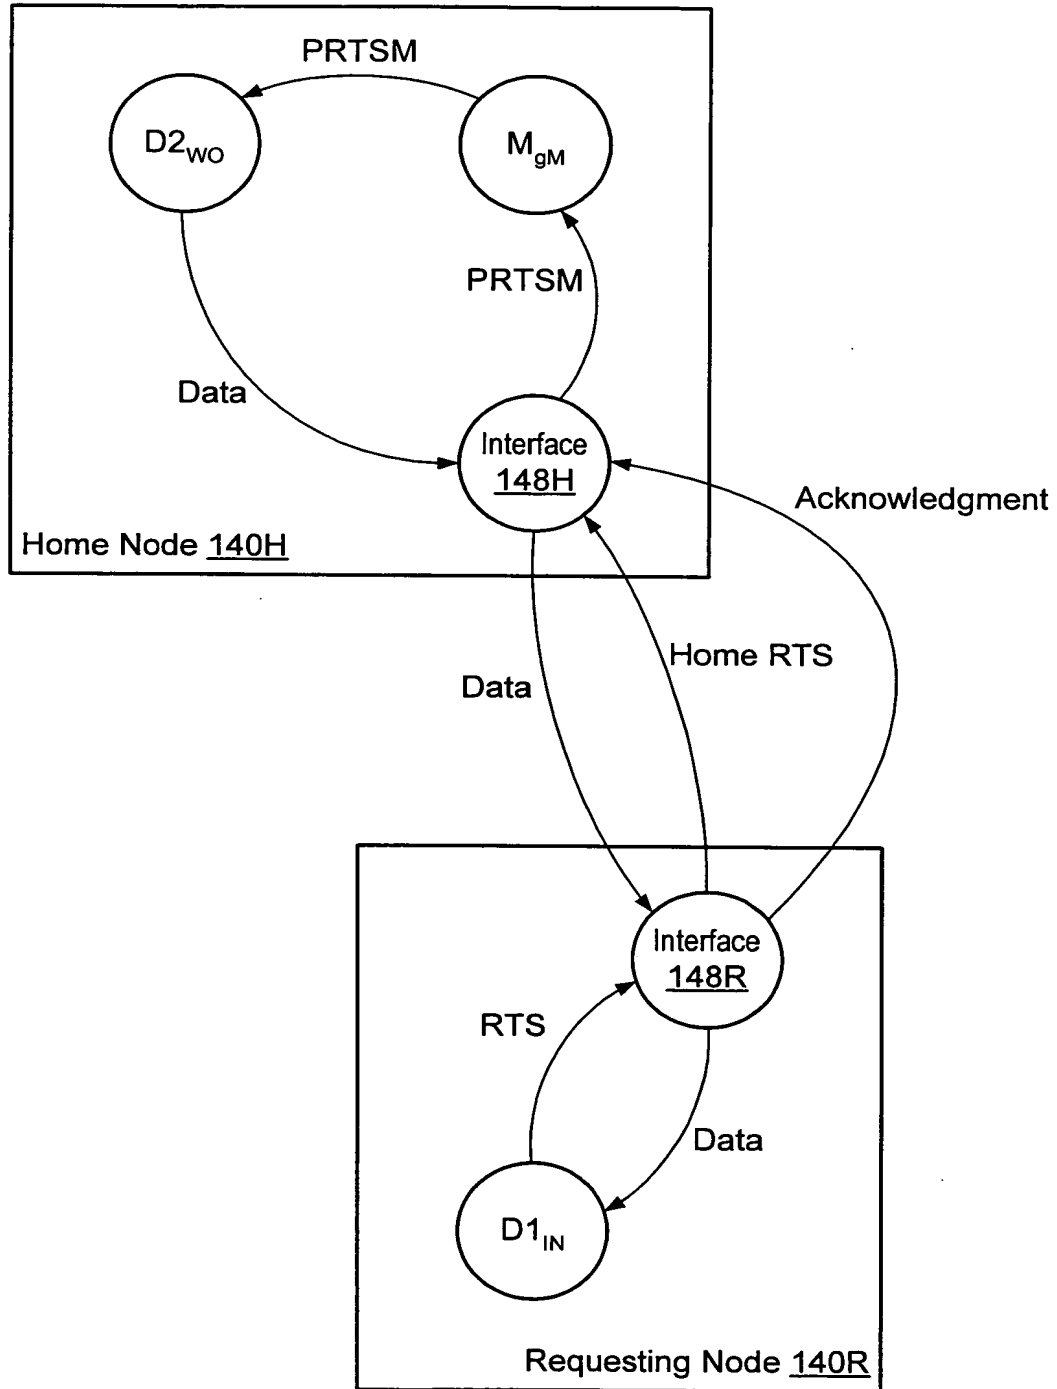 PRTSM
D2WO
MgM
PRTSM
Data
Interface
148H
Acknowledgment
Home Node 140H
Home RTS
Data
Interface
148R
RTS
Data
D1IN
Requesting Node 140R